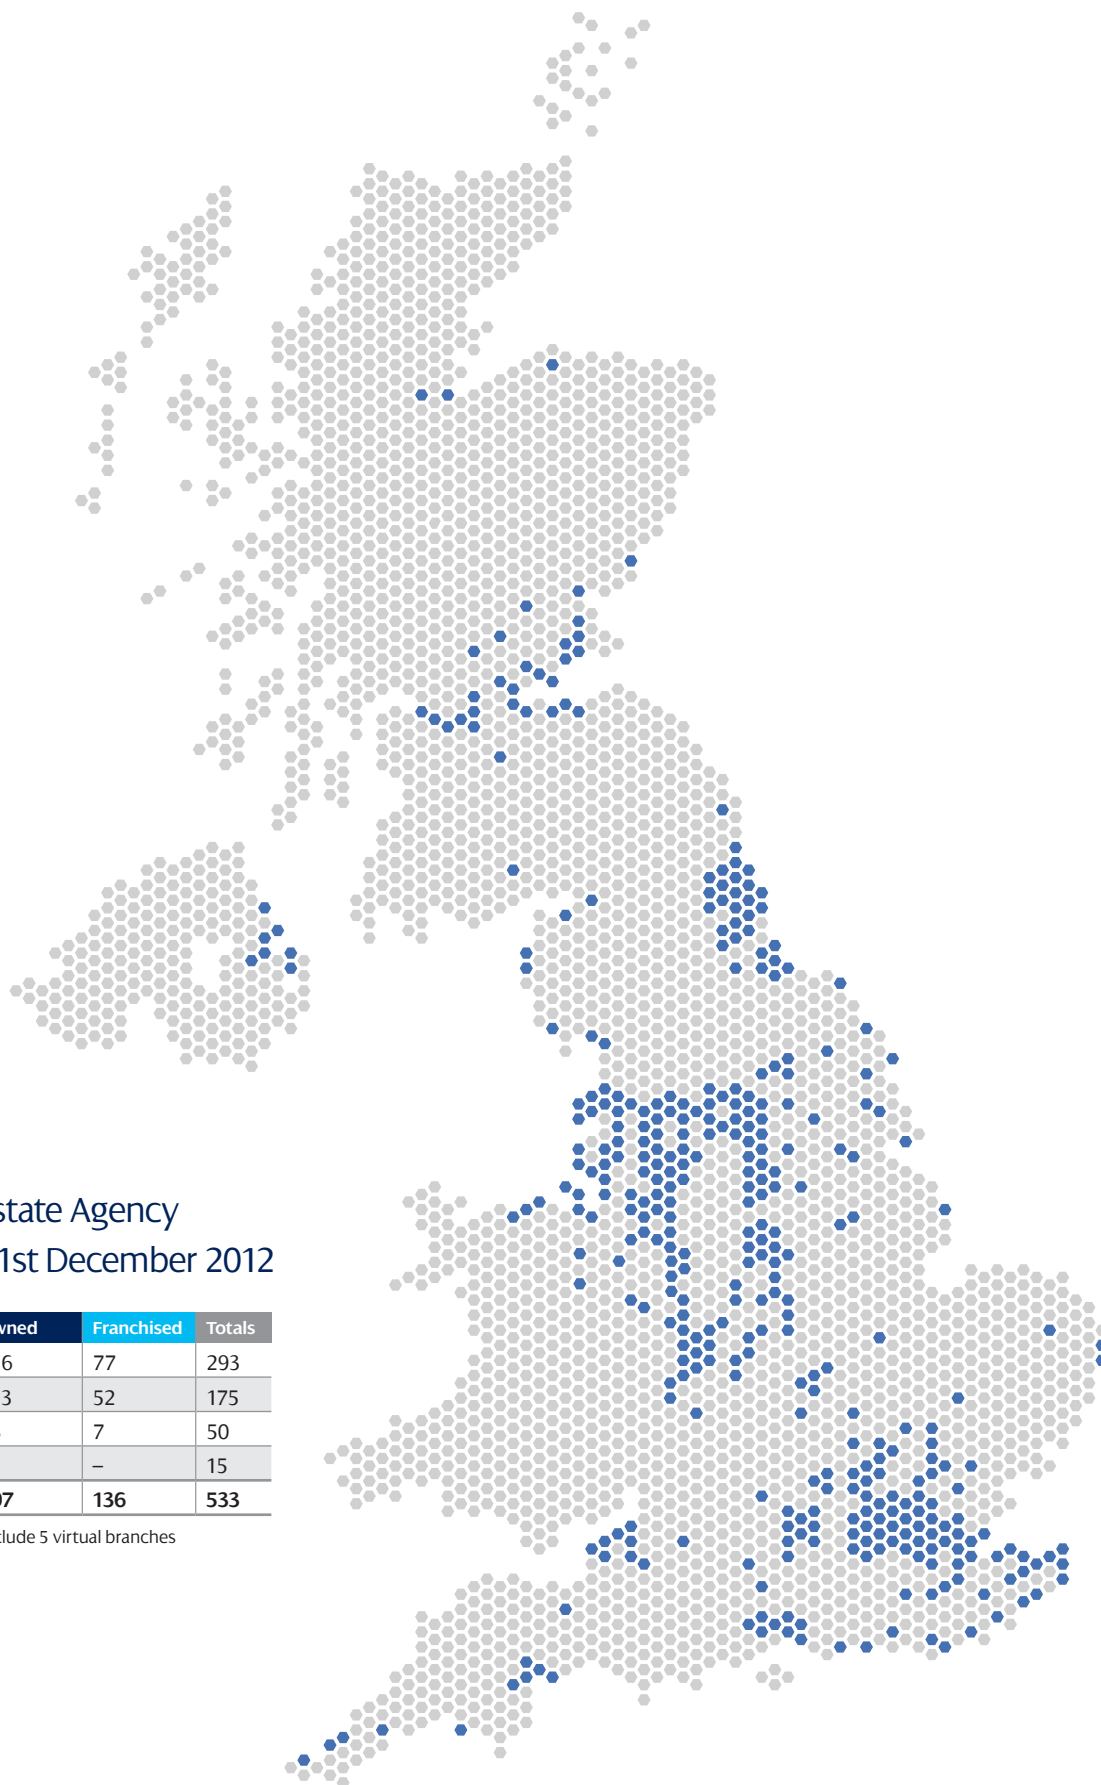 state Agency
1st December 2012
wned Franchised Totals
6 77 293
3 52 175
7 50
– 15
97 136 533
clude 5 virtual branches